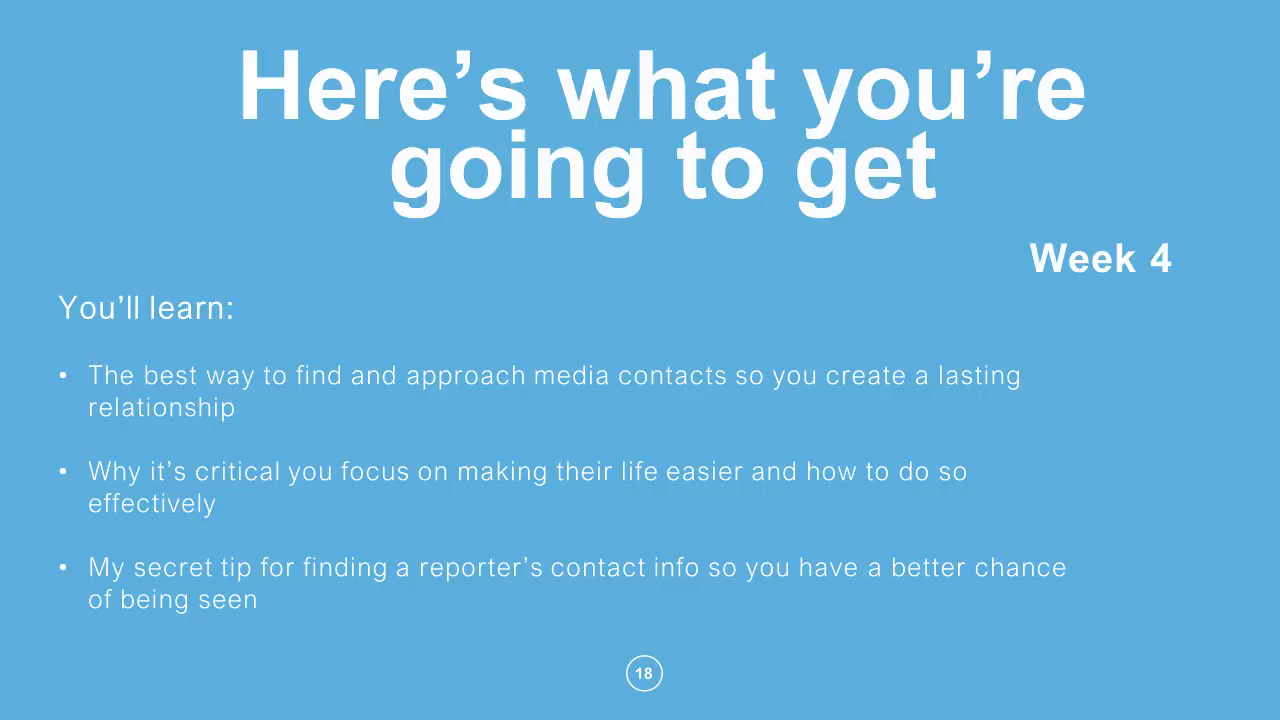 Here’s what you’re
going to get
Week 4
You’ll learn:
• The best way to find and approach media contacts so you create a lasting
relationship
• Why it’s critical you focus on making their life easier and how to do so
effectively
• My secret tip for finding a reporter’s contact info so you have a better chance
of being seen
18